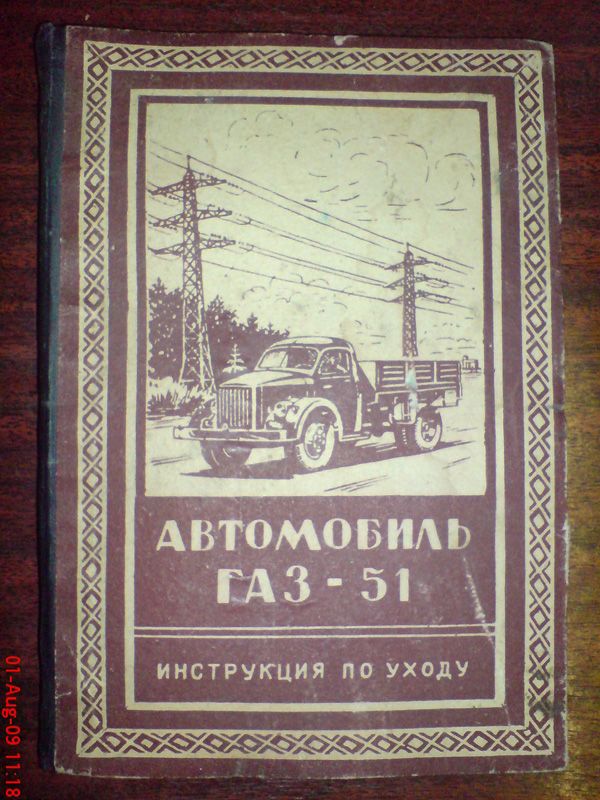 АВТОМОБИЛЬ
ГАЗ - 51
ИНСТРУКЦИЯ ПО УХОДУ
01-Aug-09 11:18